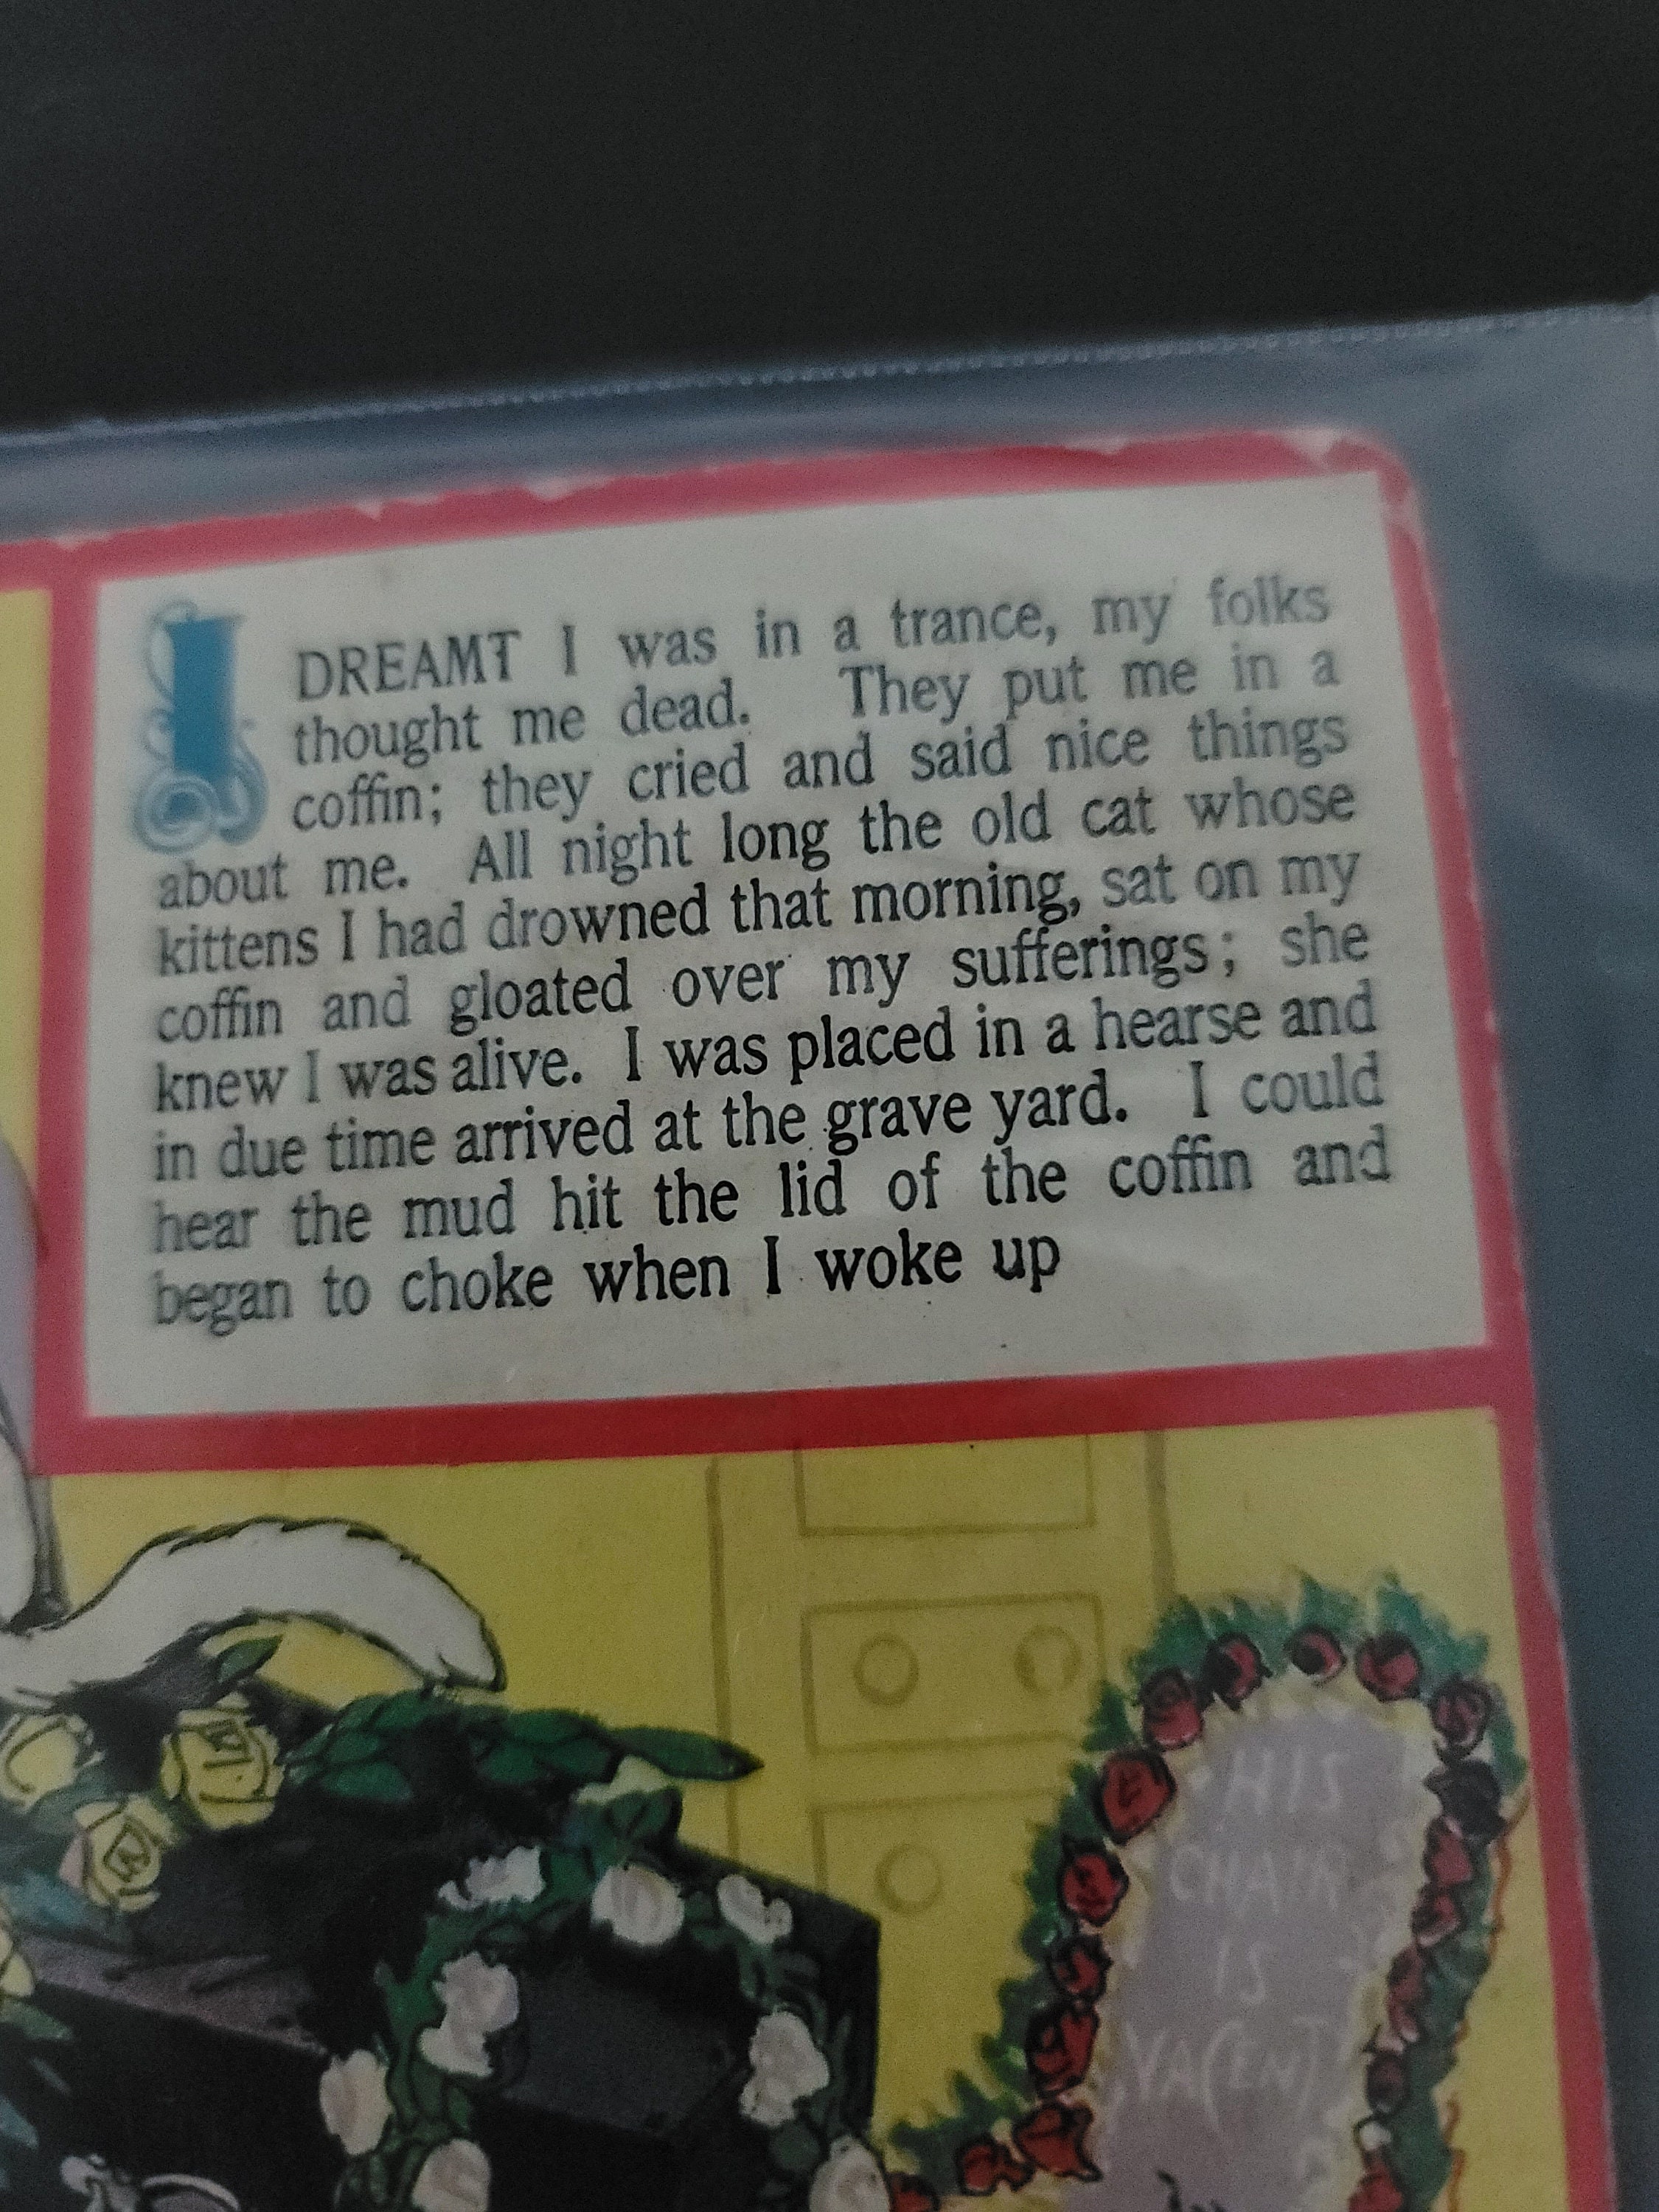 I DREAMT I was in a trance, my folks
thought me dead. They put me in a
coffin; they cried and said nice things
about me. All night long the old cat whose
kittens I had drowned that morning, sat on my
coffin and gloated over my sufferings; she
knew I was alive. I was placed in a hearse and
in due time arrived at the grave yard. I could
hear the mud hit the lid of the coffin and
began to choke when I woke up
HIS
CHAIR
IS
VACENT